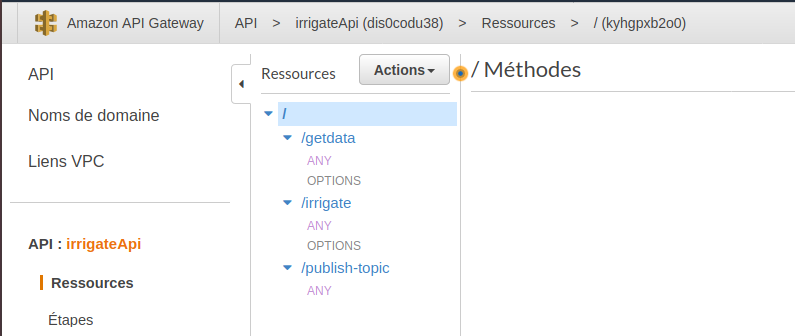 Amazon API Gateway API > irrigateApi (dis0codu38) > Ressources > / (kyhgpxb2o0)
API
Noms de domaine
Liens VPC
API : irrigateApi
Ressources
Étapes
Ressources Actions
/
/getdata
ANY
OPTIONS
/irrigate
ANY
OPTIONS
/publish-topic
ANY
/ Méthodes